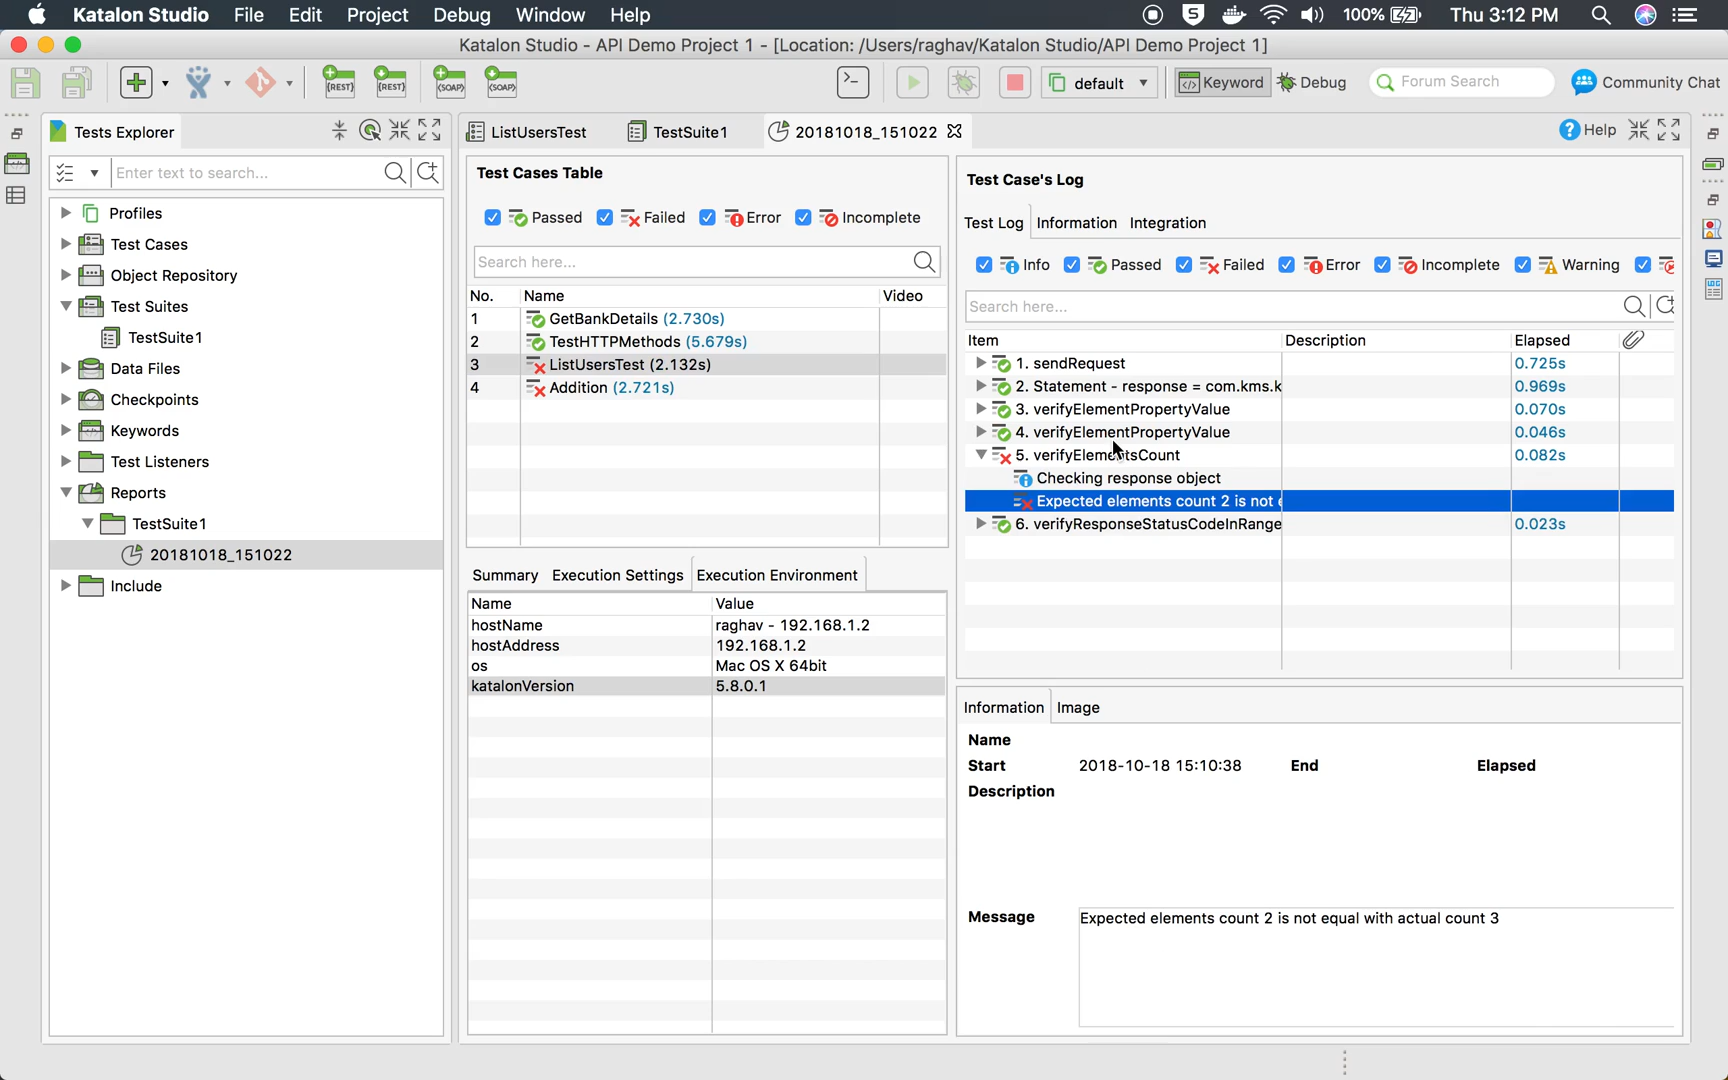 Katalon Studio File Edit Project Debug Window Help
100% Thu 3:12 PM
Katalon Studio - API Demo Project 1 - [Location: /Users/raghav/Katalon Studio/API Demo Project 1]
{REST} {REST} {SOAP} {SOAP} default Keyword Debug Forum Search Community Chat
Tests Explorer
Enter text to search...
Profiles
Test Cases
Object Repository
Test Suites
TestSuite1
Data Files
Checkpoints
Keywords
Test Listeners
Reports
TestSuite1
20181018_151022
Include
ListUsersTest TestSuite1 20181018_151022
Help
Test Cases Table
Passed Failed Error Incomplete
Search here...
No. Name Video
1 GetBankDetails (2.730s)
2 TestHTTPMethods (5.679s)
3 ListUsersTest (2.132s)
4 Addition (2.721s)
Summary Execution Settings Execution Environment
Name Value
hostName raghav - 192.168.1.2
hostAddress 192.168.1.2
os Mac OS X 64bit
katalonVersion 5.8.0.1
Test Case's Log
Test Log Information Integration
Info Passed Failed Error Incomplete Warning
Search here...
Item Description Elapsed
1. sendRequest 0.725s
2. Statement - response = com.kms.k 0.969s
3. verifyElementPropertyValue 0.070s
4. verifyElementPropertyValue 0.046s
5. verifyElementsCount 0.082s
Checking response object
Expected elements count 2 is not e
6. verifyResponseStatusCodeInRange 0.023s
Information Image
Name
Start 2018-10-18 15:10:38 End Elapsed
Description
Message Expected elements count 2 is not equal with actual count 3